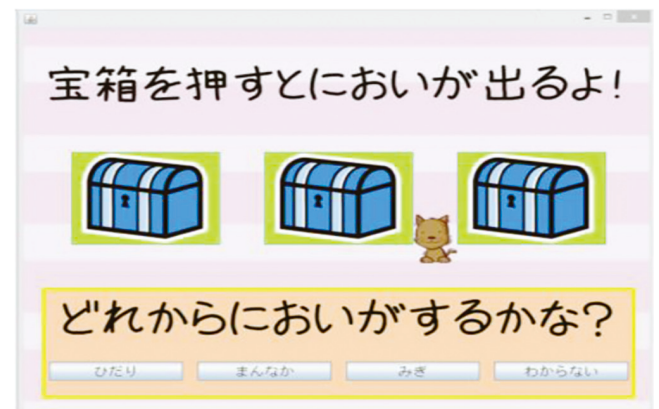 宝箱を押すとにおいが出るよ!
どれからにおいがするかな?
ひだり まんなか みぎ わからない